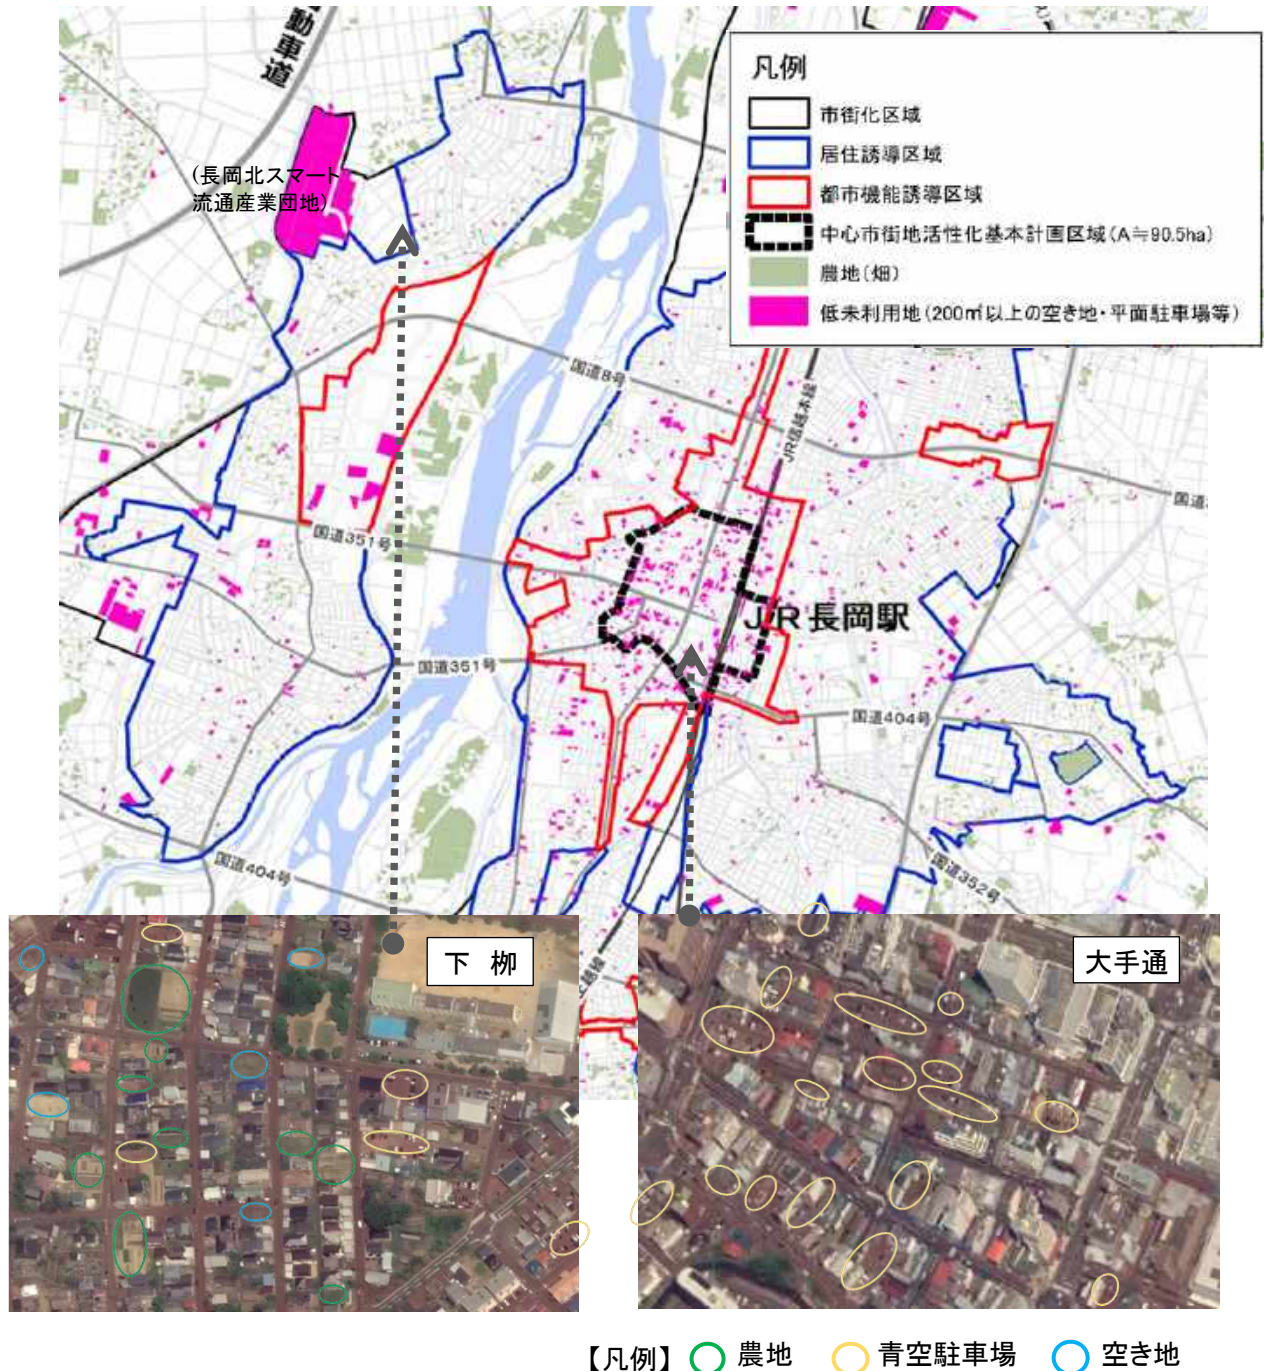 動車道
凡例
市街化区域
居住誘導区域
都市機能誘導区域
中心市街地活性化基本計画区域(A≒90.5ha)
農地(畑)
低未利用地(200㎡以上の空き地・平面駐車場等)
(長岡北スマート
流通産業団地)
国道8号
JR信越本線
国道351号
国道
JR長岡駅
国道351号
国道404号
国道404号
国道352号
下 柳
大手通
【凡例】 農地 青空駐車場 空き地